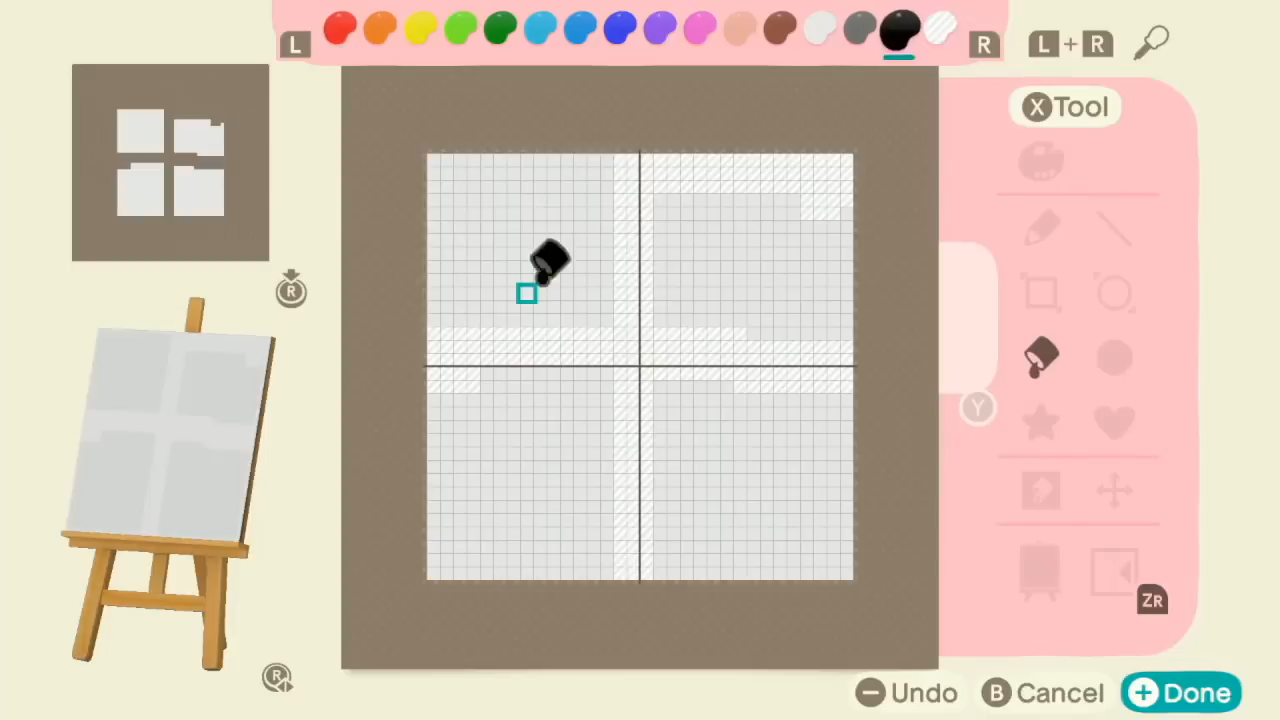 L
R
L + R
X Tool
R
Y
ZR
R
− Undo
B Cancel
+ Done